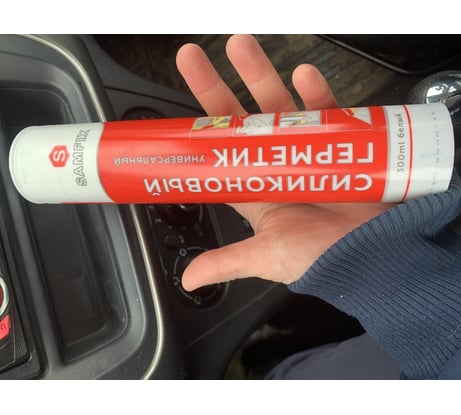 S
SAMFIX
СИЛИКОНОВЫЙ
ГЕРМЕТИК
УНИВЕРСАЛЬНЫЙ
300ml белый